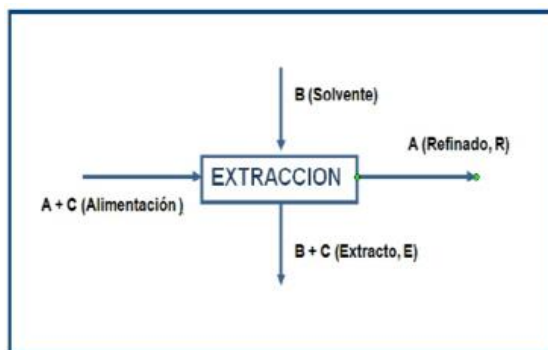 B (Solvente)
A (Refinado, R)
EXTRACCION
A + C (Alimentación )
B + C (Extracto, E)